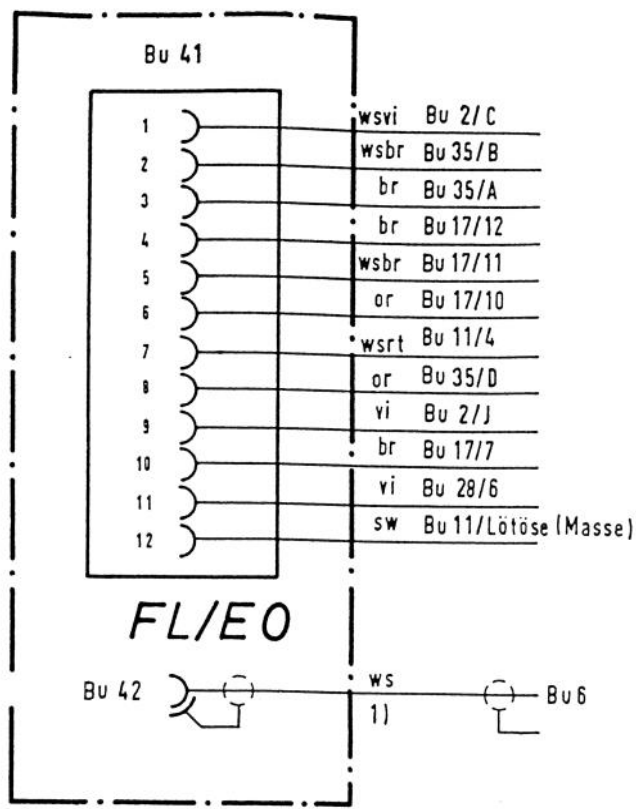 Bu 41
1 wsvi Bu 2/C
2 wsbr Bu 35/B
3 br Bu 35/A
4 br Bu 17/12
5 wsbr Bu 17/11
6 or Bu 17/10
7 wsrt Bu 11/4
8 or Bu 35/D
9 vi Bu 2/J
10 br Bu 17/7
11 vi Bu 28/6
12 sw Bu 11/Lötöse (Masse)
FL/EO
Bu 42 ws Bu6
1)